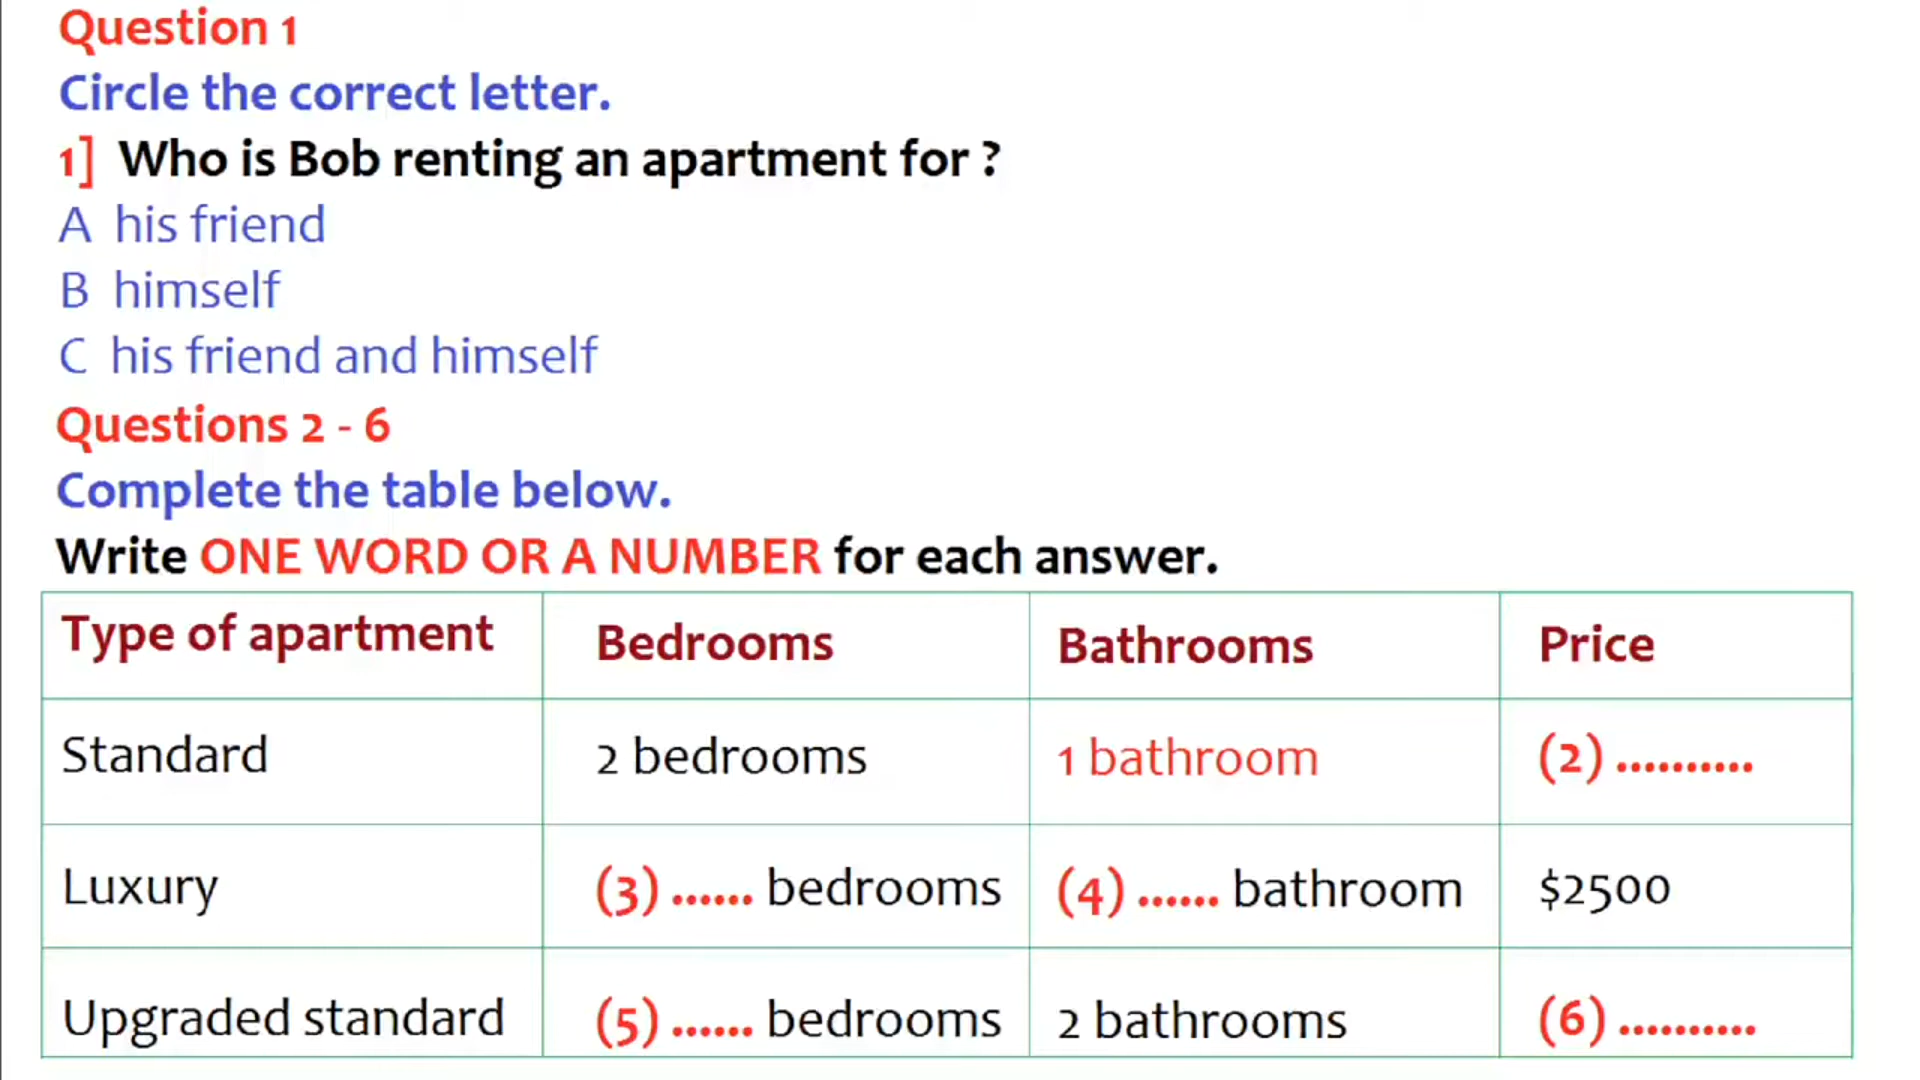 Question 1
Circle the correct letter.
1] Who is Bob renting an apartment for ?
A his friend
B himself
C his friend and himself
Questions 2 - 6
Complete the table below.
Write ONE WORD OR A NUMBER for each answer.
Type of apartment Bedrooms Bathrooms Price
Standard 2 bedrooms 1 bathroom (2) ..........
Luxury (3) ...... bedrooms (4) ...... bathroom $2500
Upgraded standard (5) ...... bedrooms 2 bathrooms (6) ..........